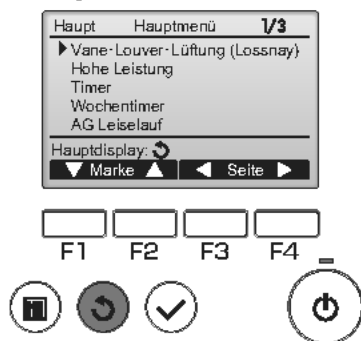 Haupt Hauptmenü 1/3
Vane-Louver-Lüftung (Lossnay)
Hohe Leistung
Timer
Wochentimer
AG Leiselauf
Hauptdisplay:
Marke Seite
F1 F2 F3 F4